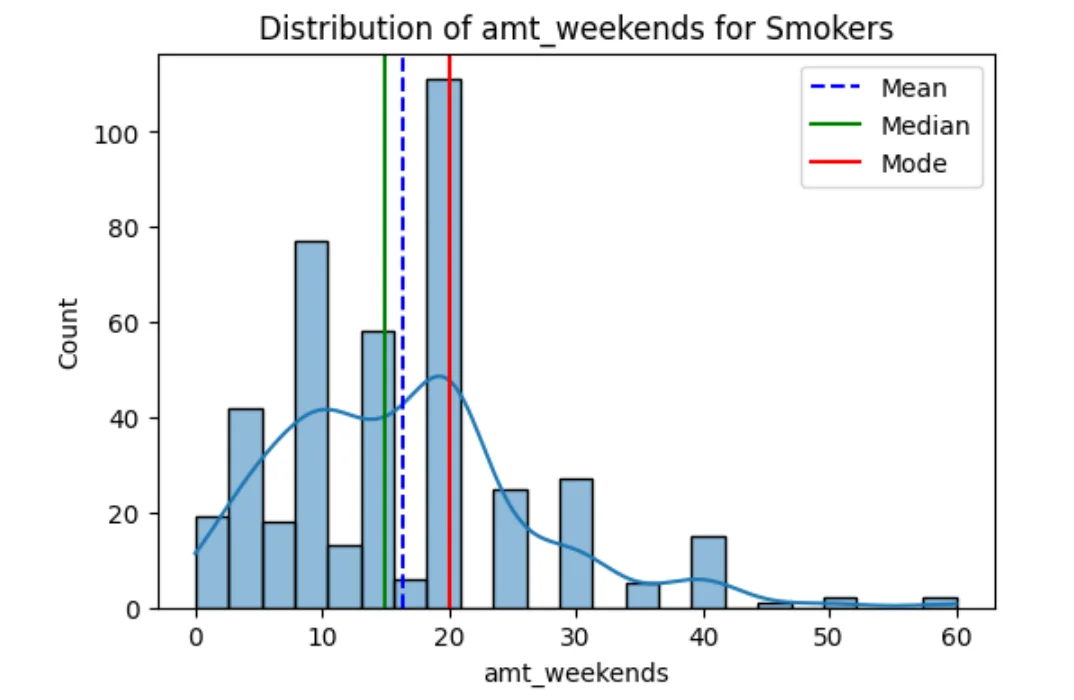 Distribution of amt_weekends for Smokers
Mean
Median
Mode
100
80
60
40
20
0
Count
0 10 20 30 40 50 60
amt_weekends